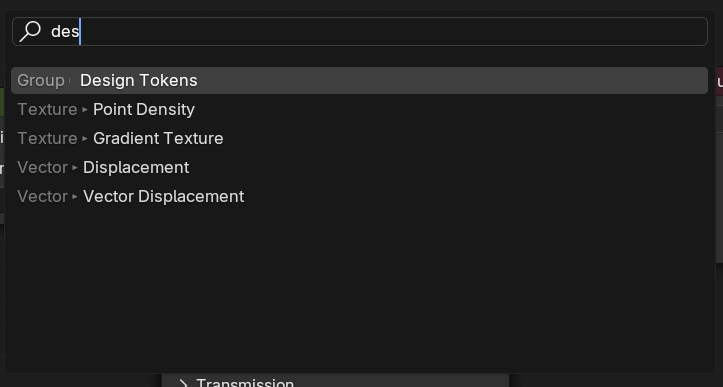 des
Group ▸ Design Tokens
Texture ▸ Point Density
Texture ▸ Gradient Texture
Vector ▸ Displacement
Vector ▸ Vector Displacement
Transmission